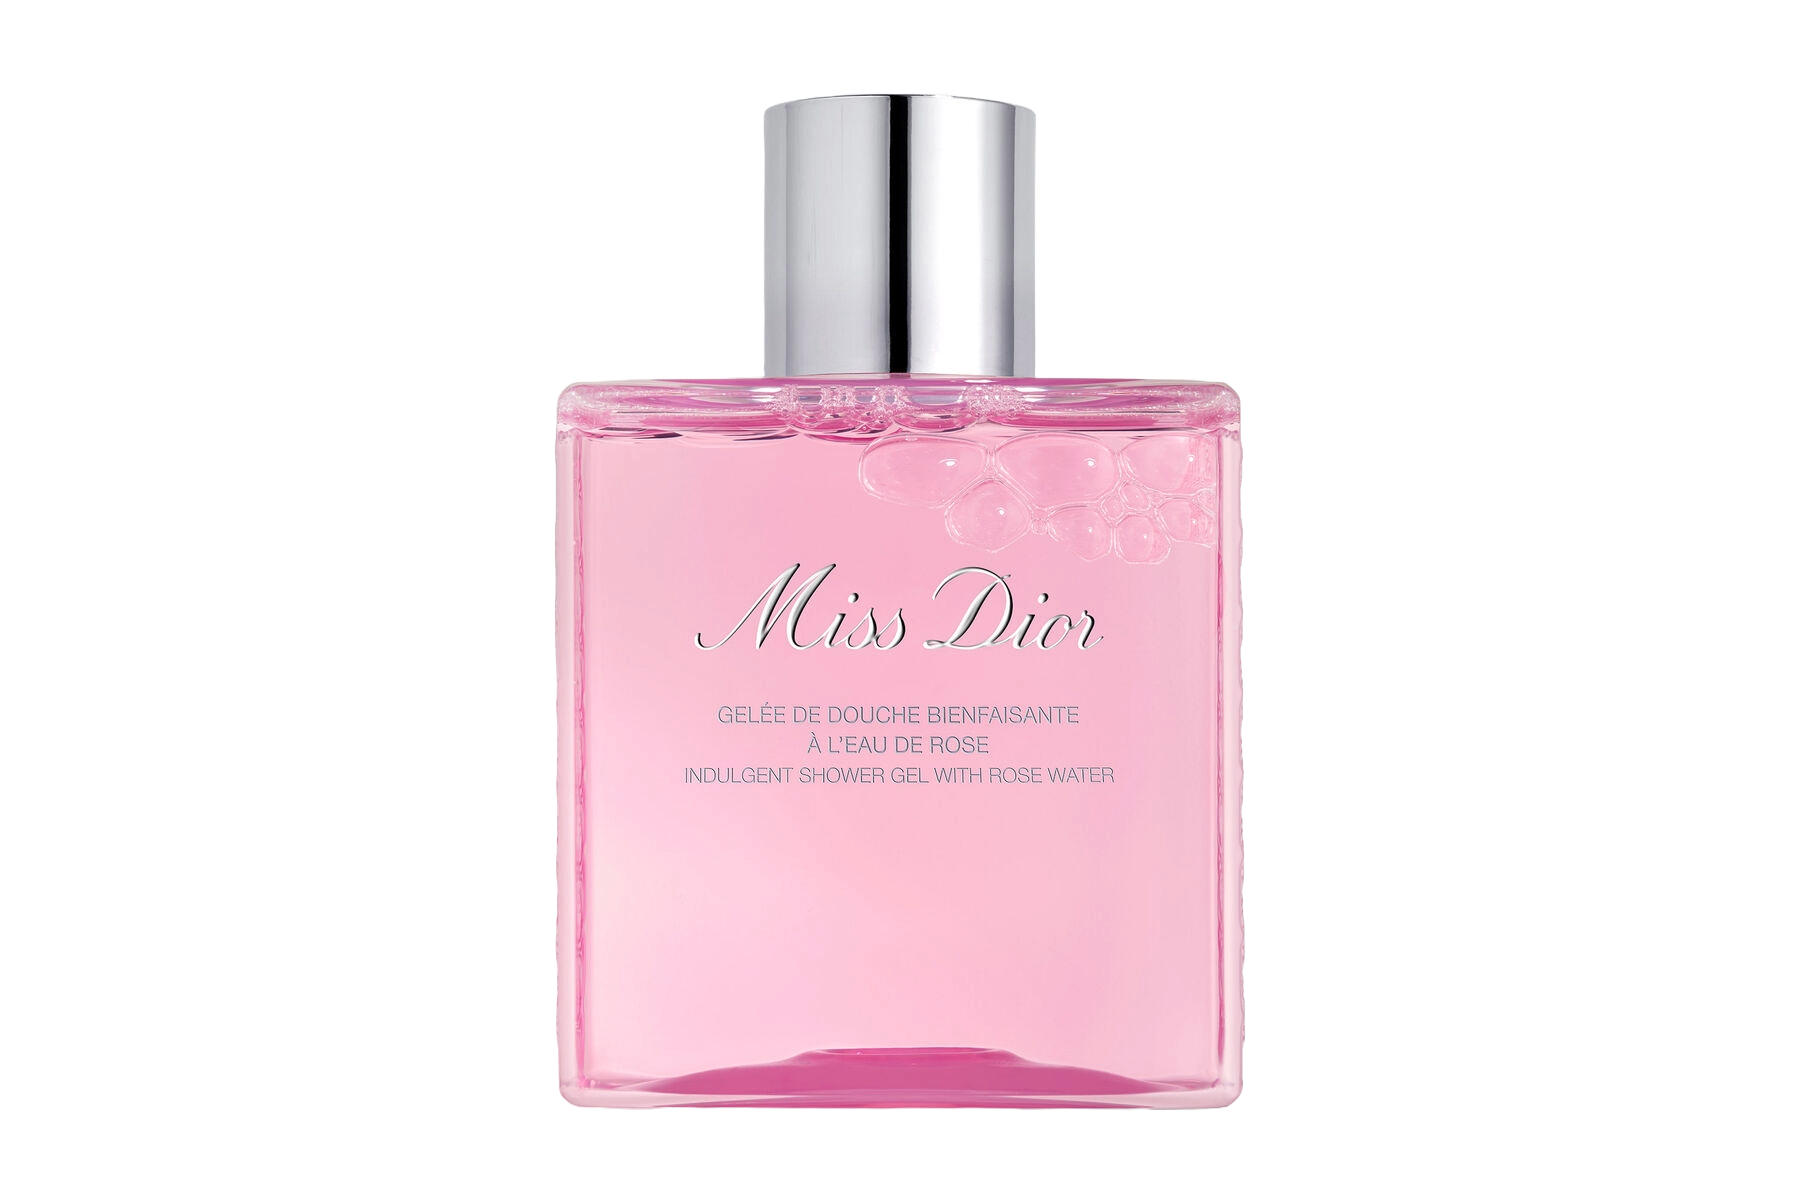 Miss Dior
GELÉE DE DOUCHE BIENFAISANTE
À L'EAU DE ROSE
INDULGENT SHOWER GEL WITH ROSE WATER